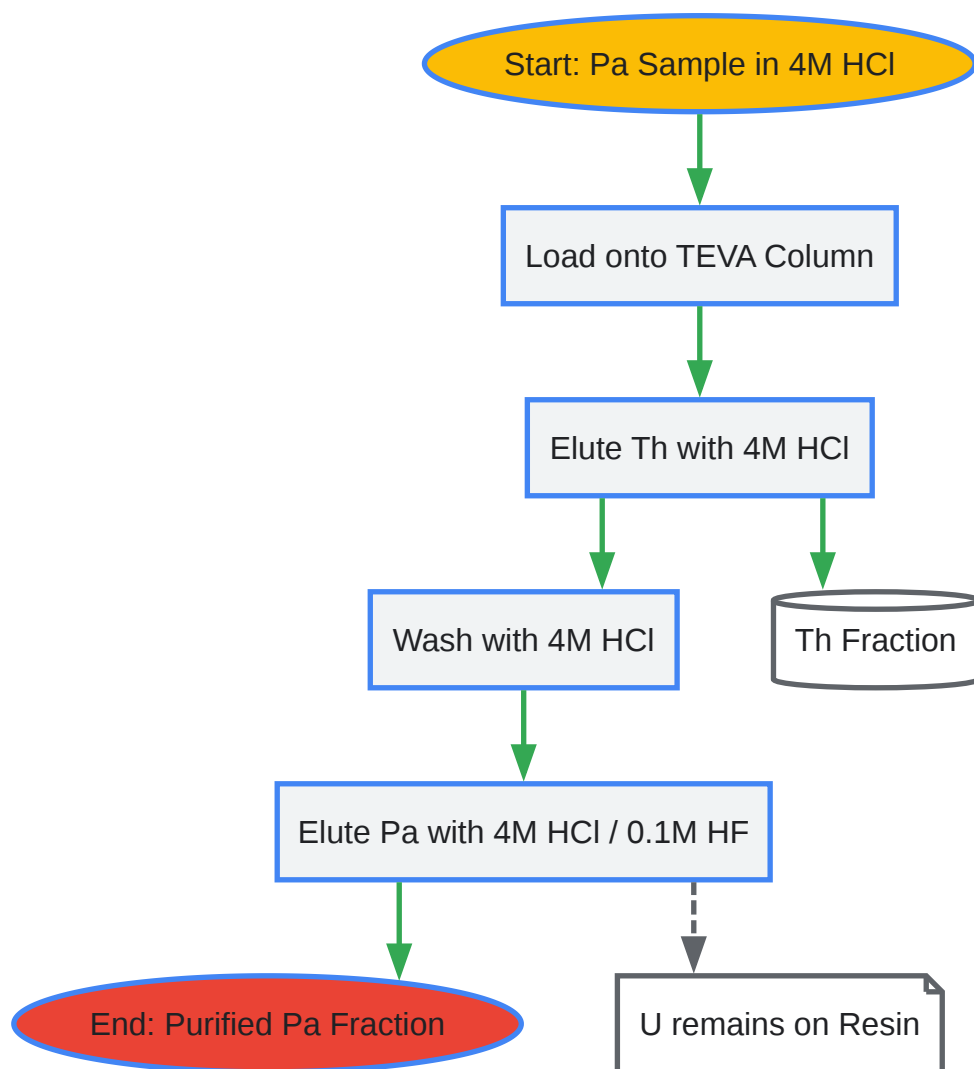 Start: Pa Sample in 4M HCl
Load onto TEVA Column
Elute Th with 4M HCl
Wash with 4M HCl
Th Fraction
Elute Pa with 4M HCl / 0.1M HF
End: Purified Pa Fraction
U remains on Resin